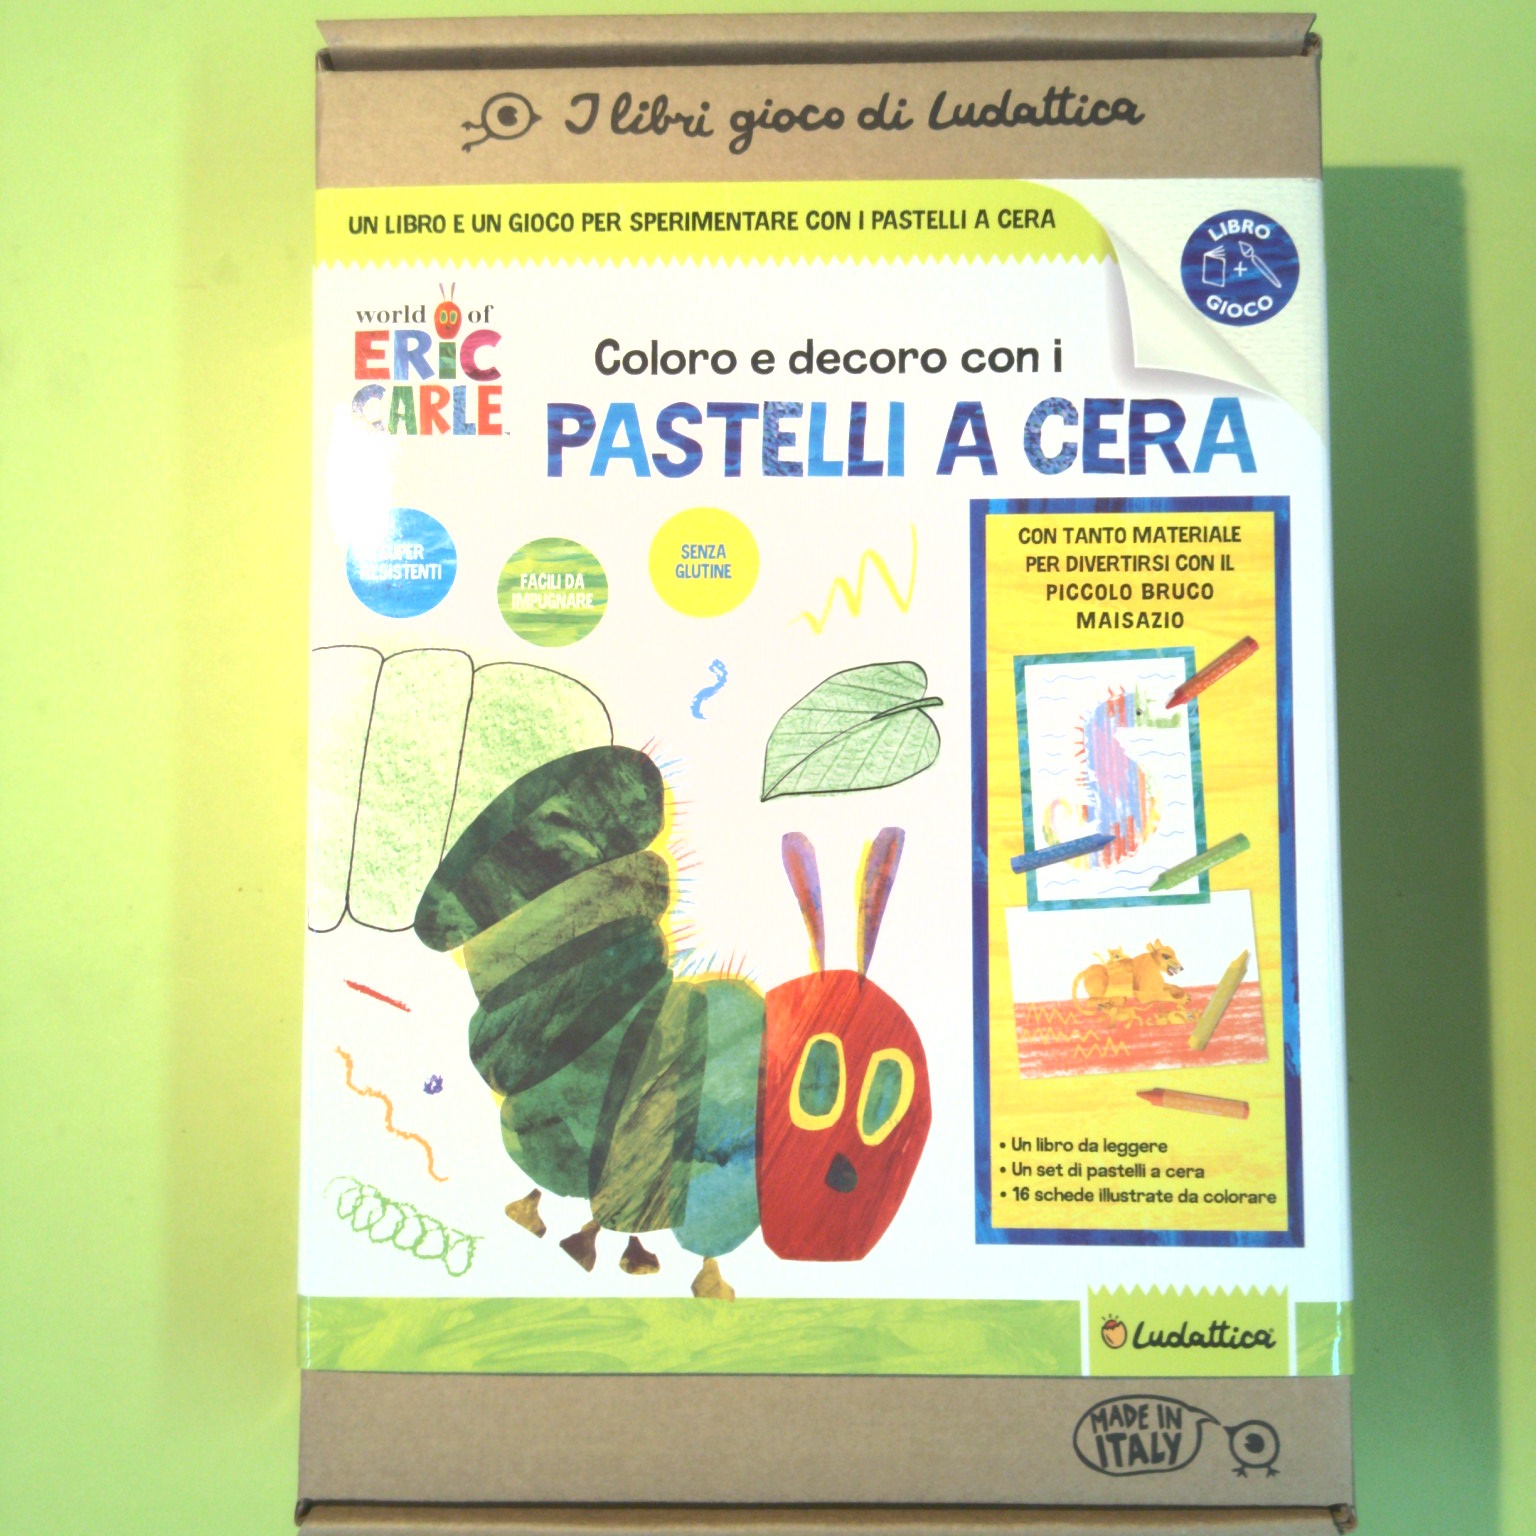 I libri gioco di Ludattica
UN LIBRO E UN GIOCO PER SPERIMENTARE CON I PASTELLI A CERA
LIBRO
+
GIOCO
world of
ERIC
CARLE
Coloro e decoro con i
PASTELLI A CERA
SUPER
RESISTENTI
FACILI DA
IMPUGNARE
SENZA
GLUTINE
CON TANTO MATERIALE
PER DIVERTIRSI CON IL
PICCOLO BRUCO
MAISAZIO
• Un libro da leggere
• Un set di pastelli a cera
• 16 schede illustrate da colorare
Ludattica
MADE IN
ITALY